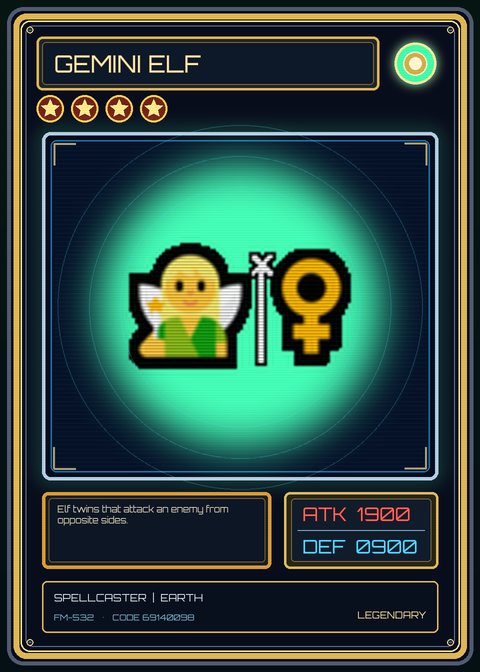 GEMINI ELF
Elf twins that attack an enemy from
opposite sides.
ATK 1900
DEF 0900
SPELLCASTER | EARTH
FM-532 · CODE 69140098
LEGENDARY